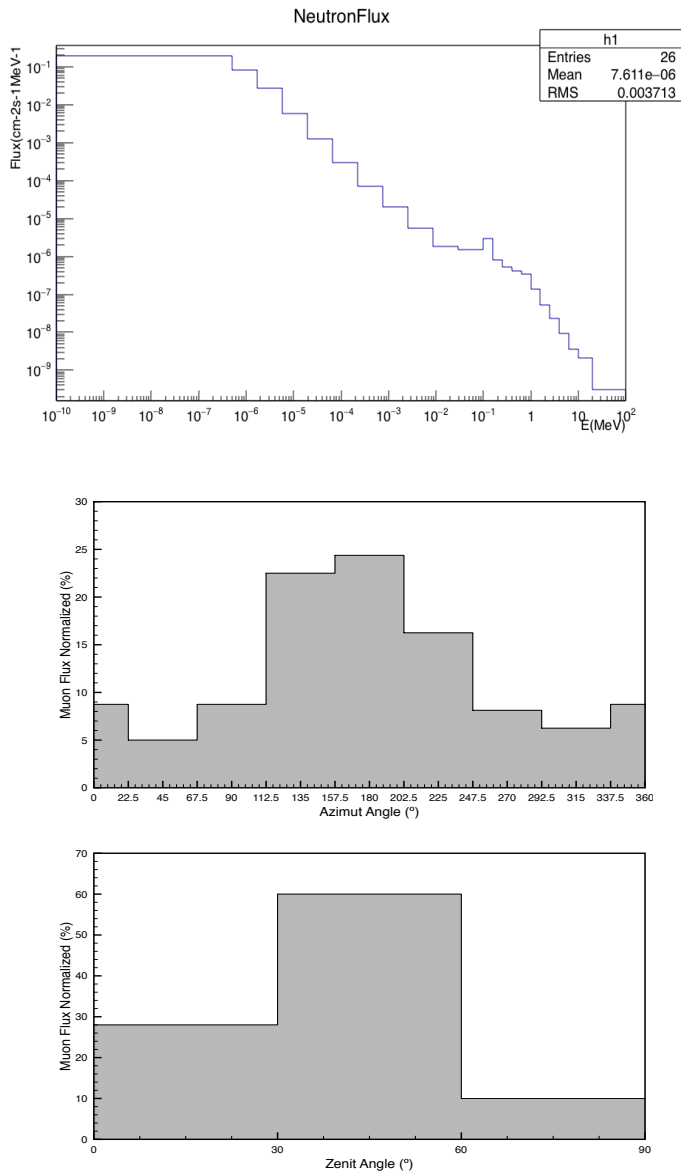 NeutronFlux
h1
Entries 26
Mean 7.611e−06
RMS 0.003713
Flux(cm-2s-1MeV-1
10⁻¹
10⁻²
10⁻³
10⁻⁴
10⁻⁵
10⁻⁶
10⁻⁷
10⁻⁸
10⁻⁹
10⁻¹⁰ 10⁻⁹ 10⁻⁸ 10⁻⁷ 10⁻⁶ 10⁻⁵ 10⁻⁴ 10⁻³ 10⁻² 10⁻¹ 1 10 10²
E(MeV)
Muon Flux Normalized (%)
30
25
20
15
10
5
0
0 22.5 45 67.5 90 112.5 135 157.5 180 202.5 225 247.5 270 292.5 315 337.5 360
Azimut Angle (º)
Muon Flux Normalized (%)
70
60
50
40
30
20
10
0
0 30 60 90
Zenit Angle (º)